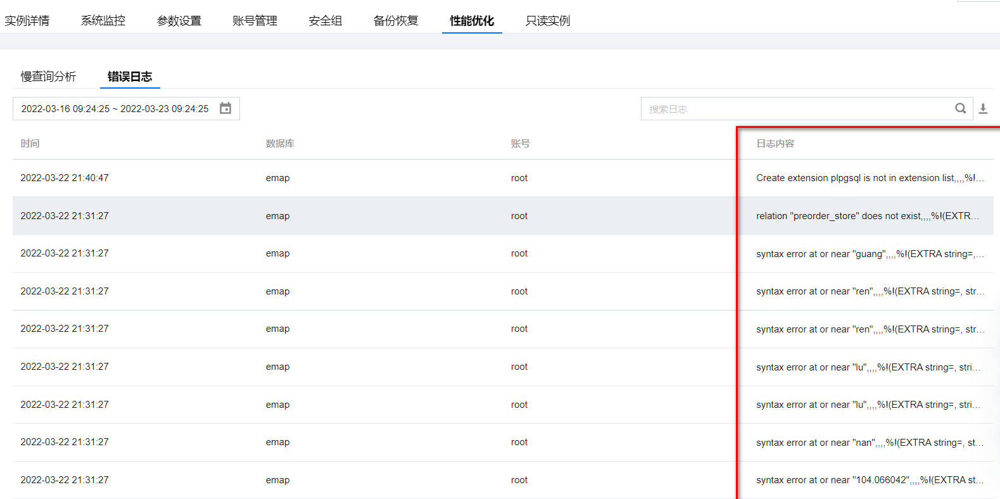 实例详情 系统监控 参数设置 账号管理 安全组 备份恢复 性能优化 只读实例
慢查询分析 错误日志
2022-03-16 09:24:25 ~ 2022-03-23 09:24:25 搜索日志
时间 数据库 账号 日志内容
2022-03-22 21:40:47 emap root Create extension plpgsql is not in extension list,,,,%!...
2022-03-22 21:31:27 emap root relation "preorder_store" does not exist,,,,%!(EXTR...
2022-03-22 21:31:27 emap root syntax error at or near "guang",,,,%!(EXTRA string=,...
2022-03-22 21:31:27 emap root syntax error at or near "ren",,,,%!(EXTRA string=, str...
2022-03-22 21:31:27 emap root syntax error at or near "ren",,,,%!(EXTRA string=, str...
2022-03-22 21:31:27 emap root syntax error at or near "lu",,,,%!(EXTRA string=, stri...
2022-03-22 21:31:27 emap root syntax error at or near "lu",,,,%!(EXTRA string=, stri...
2022-03-22 21:31:27 emap root syntax error at or near "nan",,,,%!(EXTRA string=, st...
2022-03-22 21:31:27 emap root syntax error at or near "104.066042",,,,%!(EXTRA st...